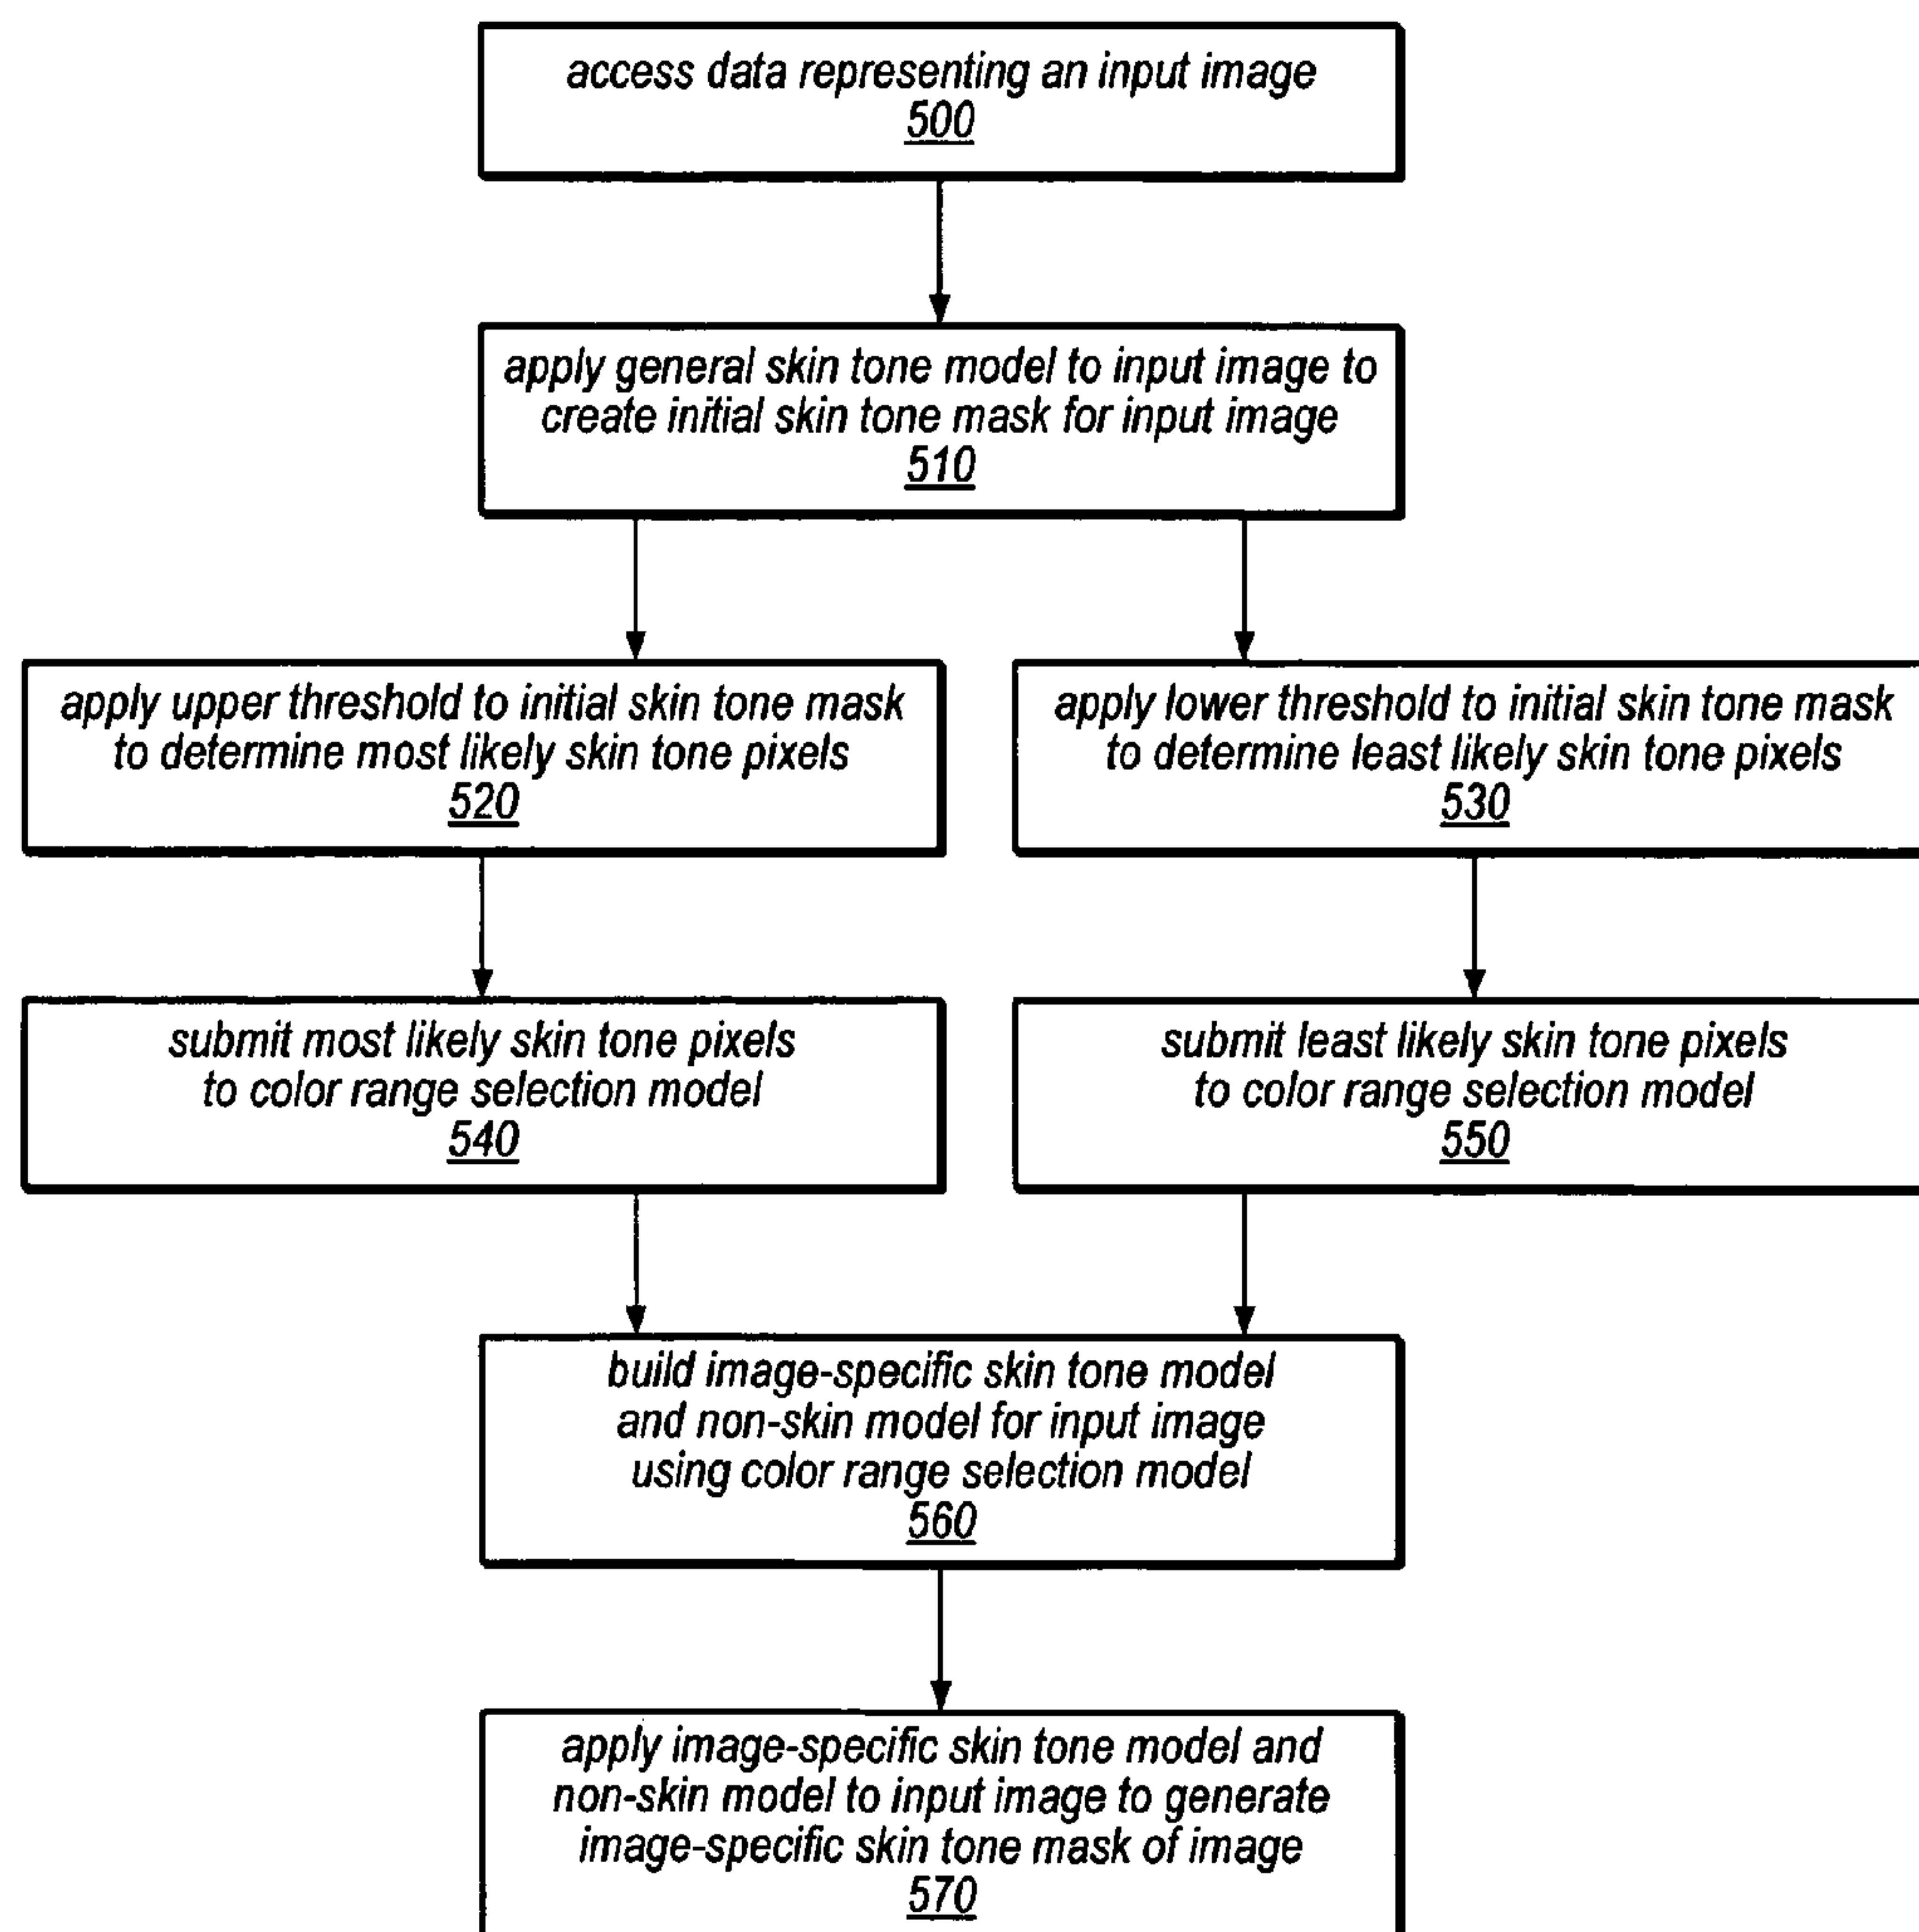 access data representing an input image
500
apply general skin tone model to input image to
create initial skin tone mask for input image
510
apply upper threshold to initial skin tone mask
to determine most likely skin tone pixels
520
apply lower threshold to initial skin tone mask
to determine least likely skin tone pixels
530
submit most likely skin tone pixels
to color range selection model
540
submit least likely skin tone pixels
to color range selection model
550
build image-specific skin tone model
and non-skin model for input image
using color range selection model
560
apply image-specific skin tone model and
non-skin model to input image to generate
image-specific skin tone mask of image
570